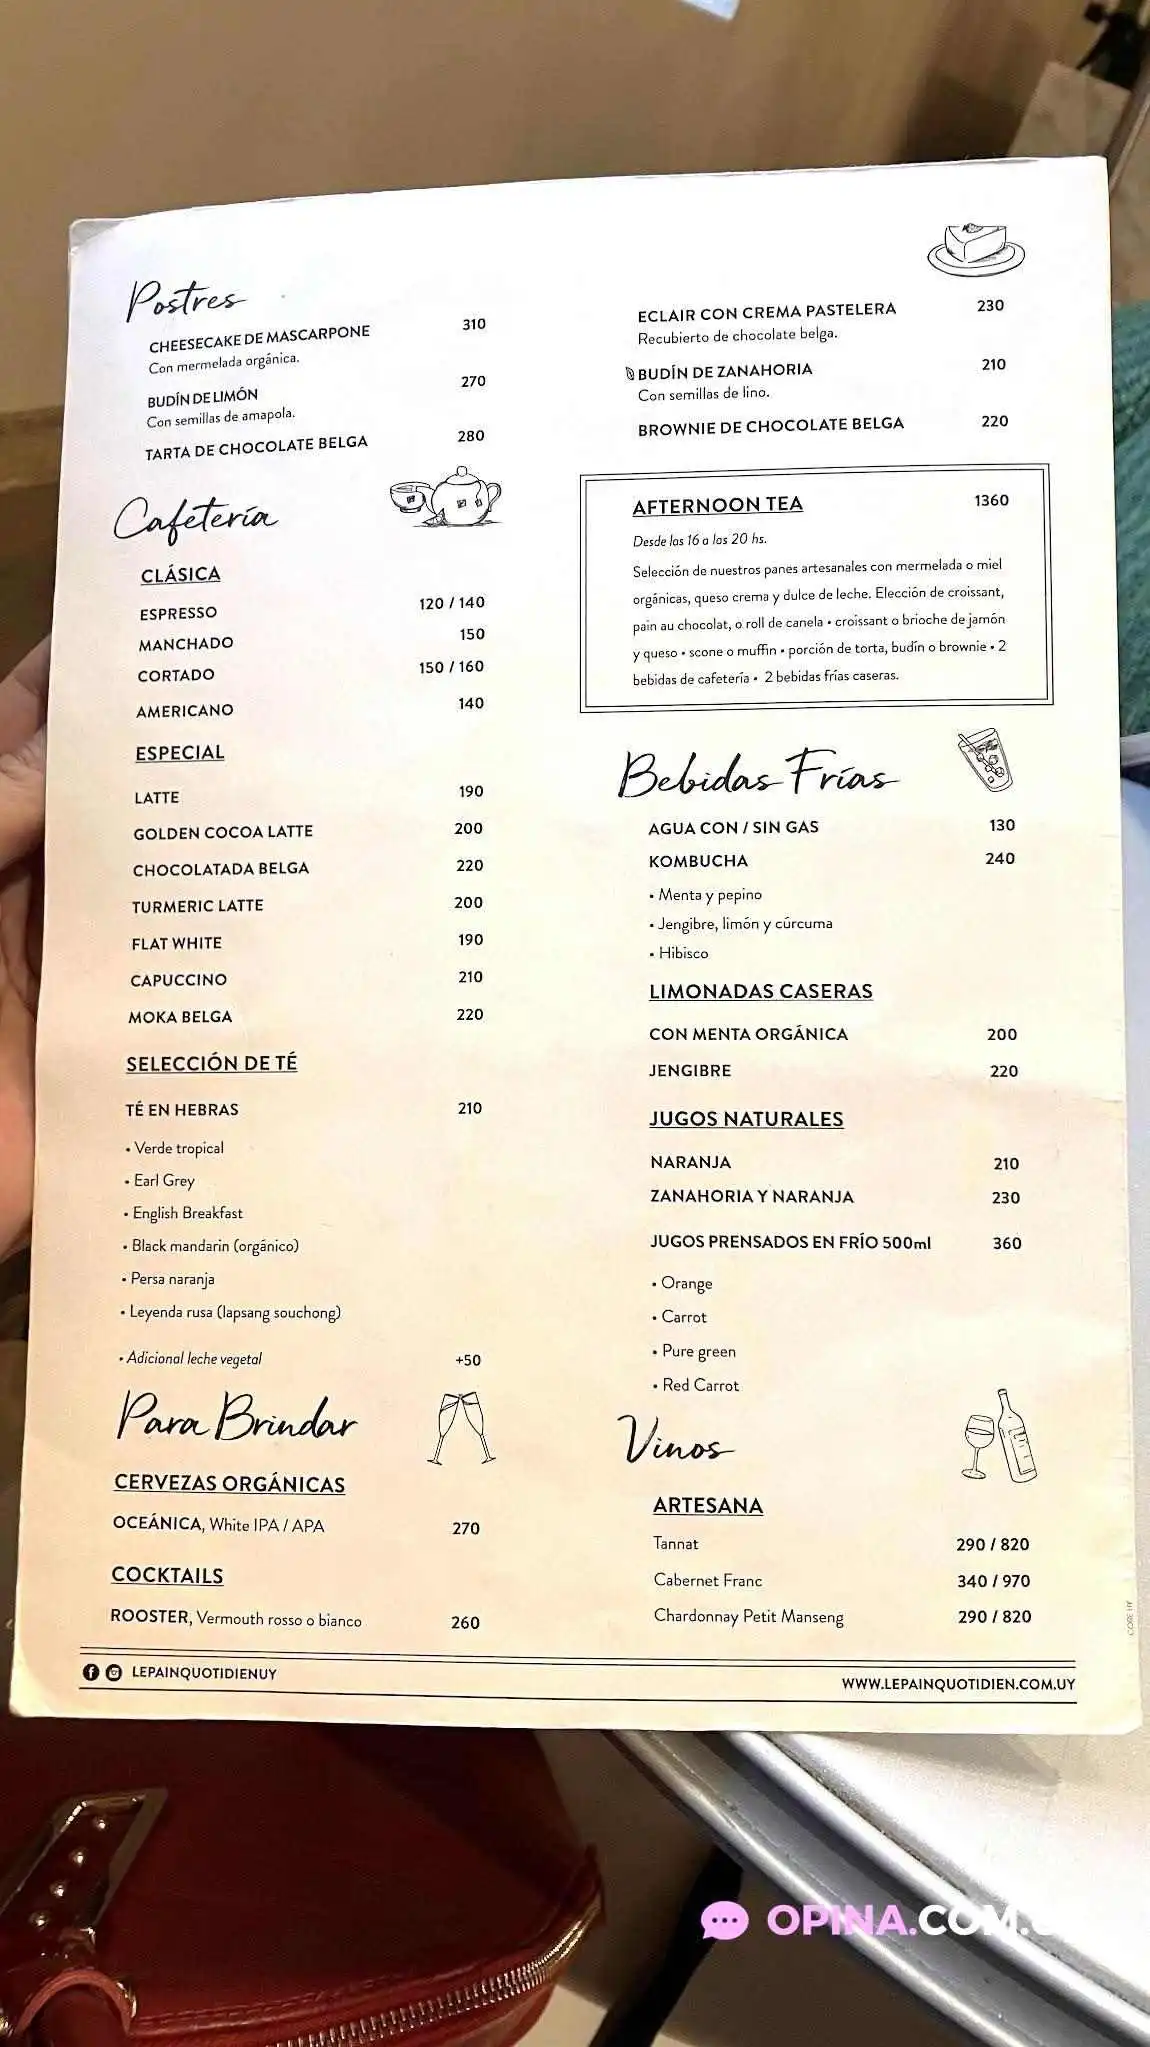 Postres
CHEESECAKE DE MASCARPONE 310
Con mermelada orgánica.
BUDÍN DE LIMÓN 270
Con semillas de amapola.
TARTA DE CHOCOLATE BELGA 280
ECLAIR CON CREMA PASTELERA 230
Recubierto de chocolate belga.
BUDÍN DE ZANAHORIA 210
Con semillas de lino.
BROWNIE DE CHOCOLATE BELGA 220
Cafetería
CLÁSICA
ESPRESSO 120 / 140
MANCHADO 150
CORTADO 150 / 160
AMERICANO 140
ESPECIAL
LATTE 190
GOLDEN COCOA LATTE 200
CHOCOLATADA BELGA 220
TURMERIC LATTE 200
FLAT WHITE 190
CAPUCCINO 210
MOKA BELGA 220
SELECCIÓN DE TÉ
TÉ EN HEBRAS 210
• Verde tropical
• Earl Grey
• English Breakfast
• Black mandarin (orgánico)
• Persa naranja
• Leyenda rusa (lapsang souchong)
• Adicional leche vegetal +50
Para Brindar
CERVEZAS ORGÁNICAS
OCEÁNICA, White IPA / APA 270
COCKTAILS
ROOSTER, Vermouth rosso o bianco 260
AFTERNOON TEA 1360
Desde las 16 a las 20 hs.
Selección de nuestros panes artesanales con mermelada o miel
orgánicas, queso crema y dulce de leche. Elección de croissant,
pain au chocolat, o roll de canela • croissant o brioche de jamón
y queso • scone o muffin • porción de torta, budín o brownie • 2
bebidas de cafetería • 2 bebidas frías caseras.
Bebidas Frías
AGUA CON / SIN GAS 130
KOMBUCHA 240
• Menta y pepino
• Jengibre, limón y cúrcuma
• Hibisco
LIMONADAS CASERAS
CON MENTA ORGÁNICA 200
JENGIBRE 220
JUGOS NATURALES
NARANJA 210
ZANAHORIA Y NARANJA 230
JUGOS PRENSADOS EN FRÍO 500ml 360
• Orange
• Carrot
• Pure green
• Red Carrot
Vinos
ARTESANA
Tannat 290 / 820
Cabernet Franc 340 / 970
Chardonnay Petit Manseng 290 / 820
LEPAINQUOTIDIENUY
WWW.LEPAINQUOTIDIEN.COM.UY
OPINA.COM.